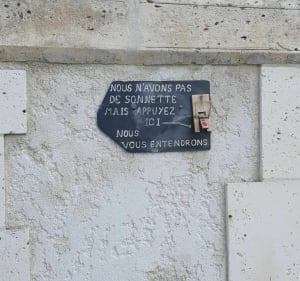 NOUS N'AVONS PAS
DE SONNETTE
MAIS "APPUYEZ"
ICI
NOUS
VOUS ENTENDRONS